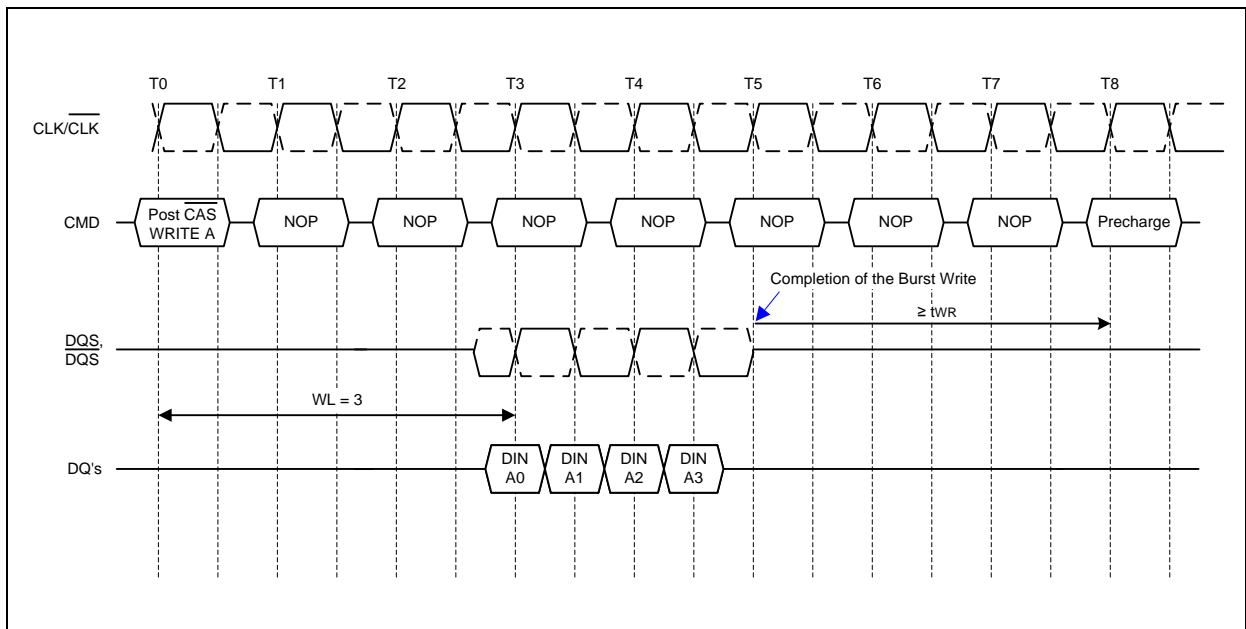 T0 T1 T2 T3 T4 T5 T6 T7 T8
CLK/CLK
CMD
Post CAS
WRITE A
NOP NOP NOP NOP NOP NOP NOP Precharge
Completion of the Burst Write
≥ tWR
DQS,
DQS
WL = 3
DQ's
DIN DIN DIN DIN
A0 A1 A2 A3